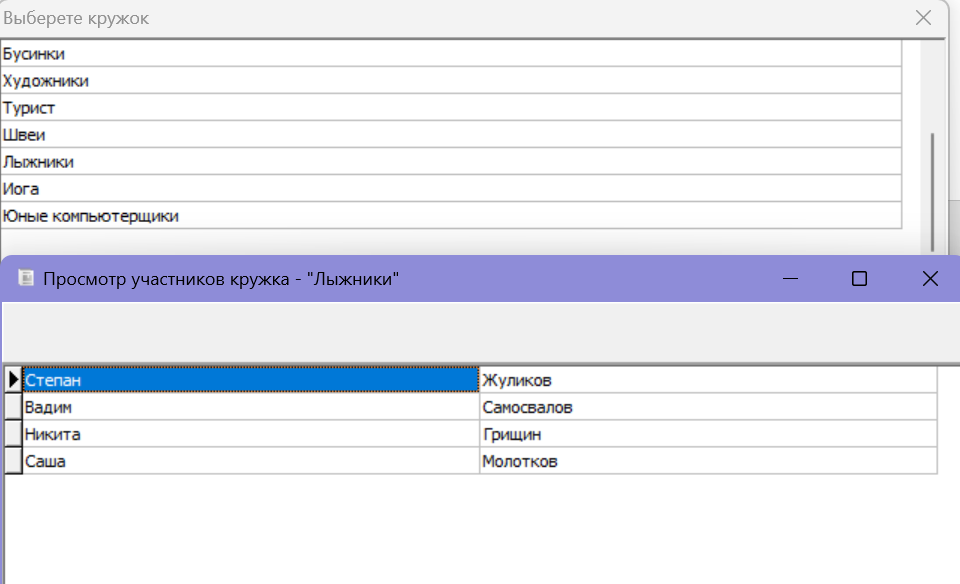 Выберете кружок
Бусинки
Художники
Турист
Швеи
Лыжники
Йога
Юные компьютерщики
Просмотр участников кружка - "Лыжники"
Степан Жуликов
Вадим Самосвалов
Никита Грищин
Саша Молотков